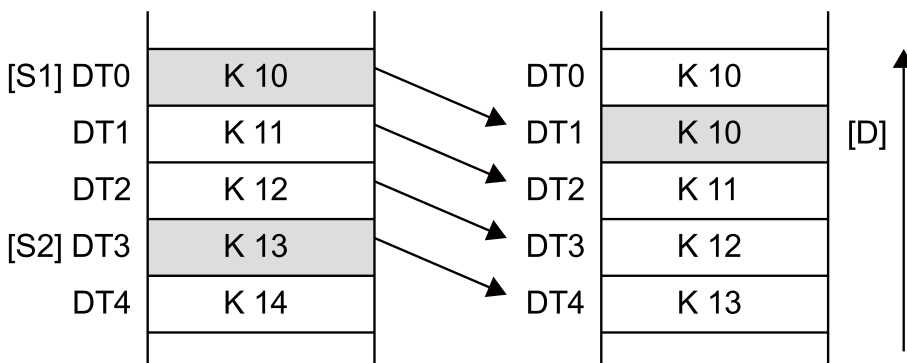 [S1] DT0 K 10 DT0 K 10
DT1 K 11 DT1 K 10 [D]
DT2 K 12 DT2 K 11
[S2] DT3 K 13 DT3 K 12
DT4 K 14 DT4 K 13